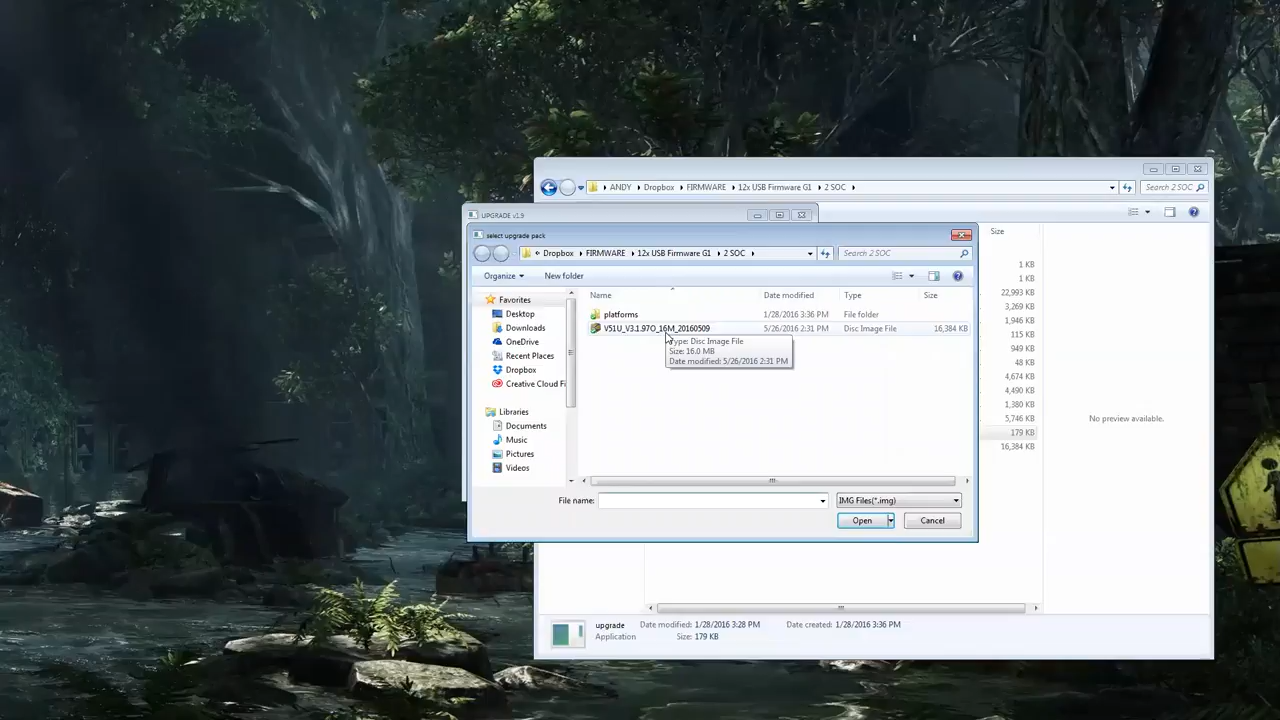 ANDY Dropbox FIRMWARE 12x USB Firmware G1 2 SOC
Search 2 SOC
UPGRADE v1.9
Size
1 KB
1 KB
22,993 KB
3,269 KB
1,946 KB
115 KB
949 KB
48 KB
4,674 KB
4,490 KB
1,380 KB
5,746 KB
179 KB
16,384 KB
No preview available.
select upgrade pack
« Dropbox FIRMWARE 12x USB Firmware G1 2 SOC
Search 2 SOC
Organize New folder
Favorites
Desktop
Downloads
OneDrive
Recent Places
Dropbox
Creative Cloud Fi
Libraries
Documents
Music
Pictures
Videos
Name Date modified Type Size
platforms 1/28/2016 3:36 PM File folder
V51U_V3.1.97O_16M_20160509 5/26/2016 2:31 PM Disc Image File 16,384 KB
Type: Disc Image File
Size: 16.0 MB
Date modified: 5/26/2016 2:31 PM
File name: IMG Files(*.img)
Open Cancel
upgrade Date modified: 1/28/2016 3:28 PM Date created: 1/28/2016 3:36 PM
Application Size: 179 KB